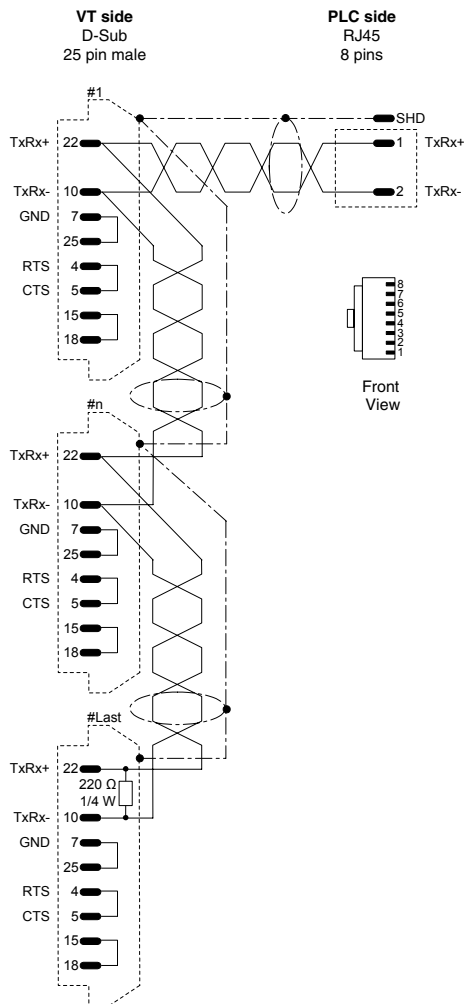 VT side
D-Sub
25 pin male
PLC side
RJ45
8 pins
#1
SHD
TxRx+ 22
1 TxRx+
TxRx- 10
2 TxRx-
GND 7
25
RTS 4
CTS 5
15
18
8
7
6
5
4
3
2
1
Front
View
#n
TxRx+ 22
TxRx- 10
GND 7
25
RTS 4
CTS 5
15
18
#Last
TxRx+ 22
220 Ω
1/4 W
TxRx- 10
GND 7
25
RTS 4
CTS 5
15
18